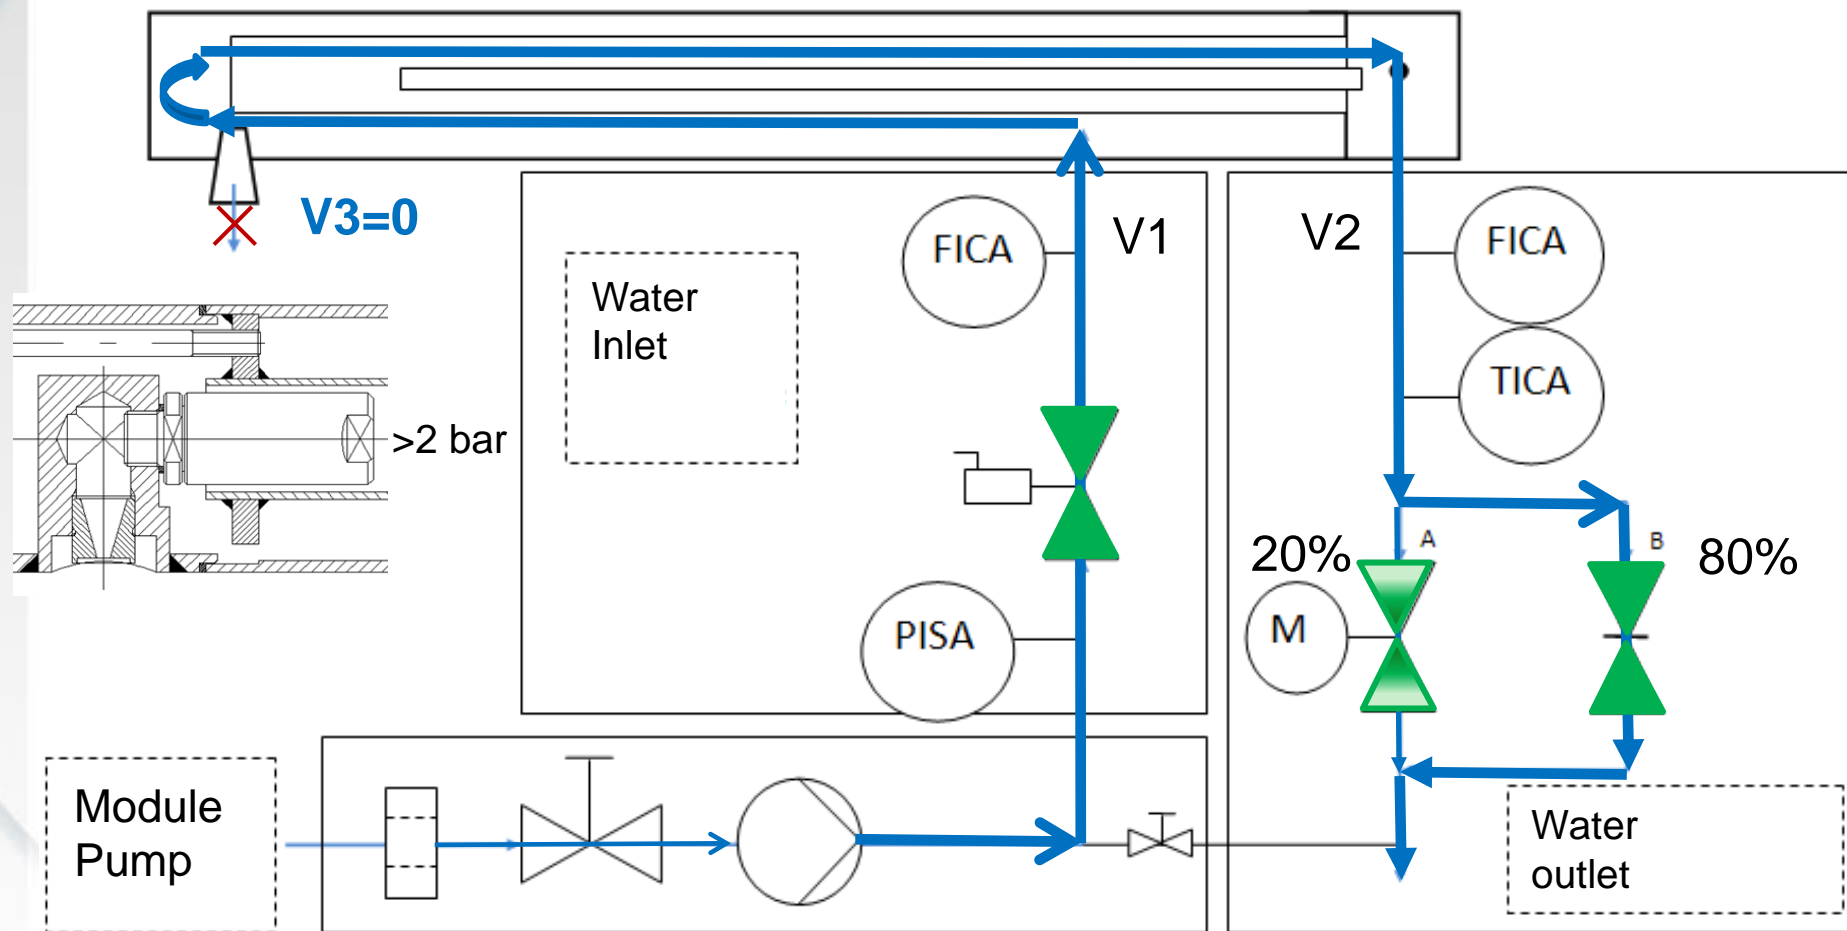 V3=0
FICA
V1
V2
FICA
Water
Inlet
TICA
>2 bar
20%
A
B
80%
PISA
M
Module
Pump
Water
outlet